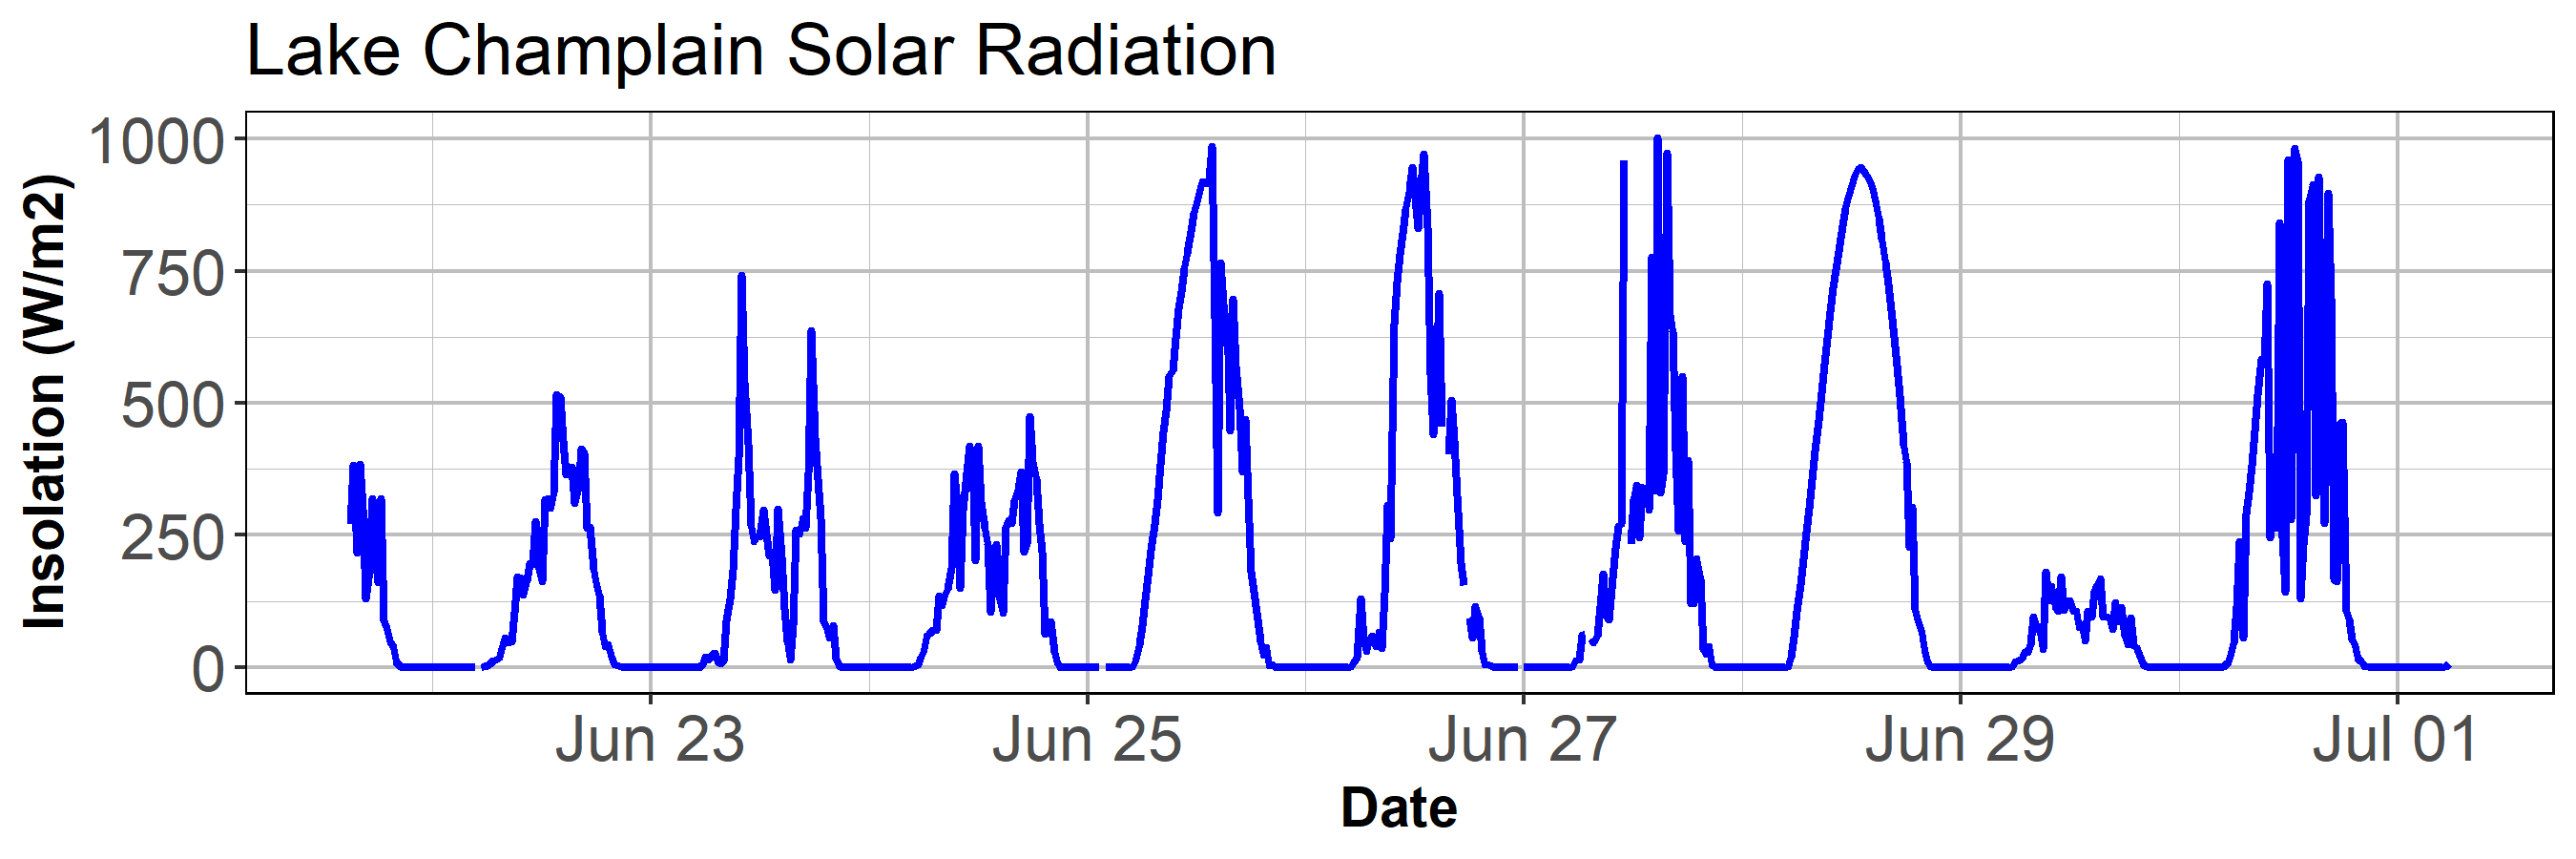 Lake Champlain Solar Radiation
Insolation (W/m2)
1000
750
500
250
0
Jun 23 Jun 25 Jun 27 Jun 29 Jul 01
Date